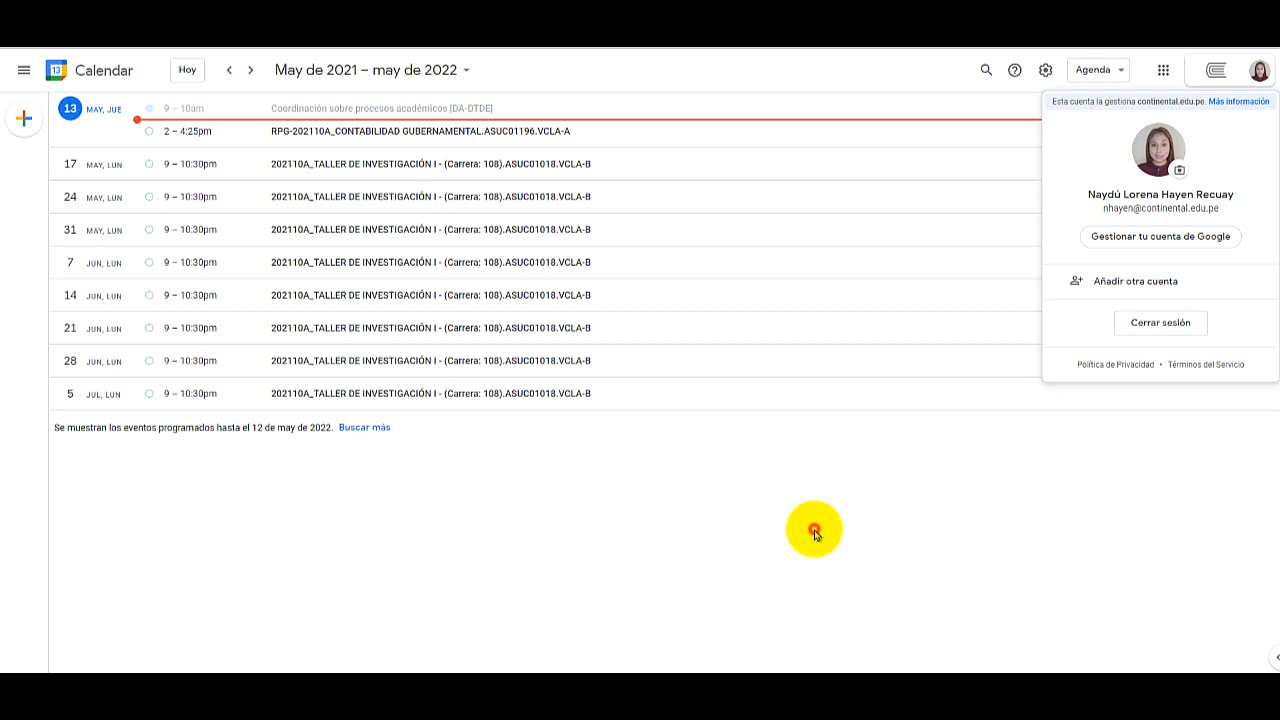 13 Calendar Hoy May de 2021 – may de 2022 Agenda
13 MAY, JUE 9 – 10am Coordinación sobre procesos académicos [DA-DTDE]
2 – 4:25pm RPG-202110A_CONTABILIDAD GUBERNAMENTAL.ASUC01196.VCLA-A
17 MAY, LUN 9 – 10:30pm 202110A_TALLER DE INVESTIGACIÓN I - (Carrera: 108).ASUC01018.VCLA-B
24 MAY, LUN 9 – 10:30pm 202110A_TALLER DE INVESTIGACIÓN I - (Carrera: 108).ASUC01018.VCLA-B
31 MAY, LUN 9 – 10:30pm 202110A_TALLER DE INVESTIGACIÓN I - (Carrera: 108).ASUC01018.VCLA-B
7 JUN, LUN 9 – 10:30pm 202110A_TALLER DE INVESTIGACIÓN I - (Carrera: 108).ASUC01018.VCLA-B
14 JUN, LUN 9 – 10:30pm 202110A_TALLER DE INVESTIGACIÓN I - (Carrera: 108).ASUC01018.VCLA-B
21 JUN, LUN 9 – 10:30pm 202110A_TALLER DE INVESTIGACIÓN I - (Carrera: 108).ASUC01018.VCLA-B
28 JUN, LUN 9 – 10:30pm 202110A_TALLER DE INVESTIGACIÓN I - (Carrera: 108).ASUC01018.VCLA-B
5 JUL, LUN 9 – 10:30pm 202110A_TALLER DE INVESTIGACIÓN I - (Carrera: 108).ASUC01018.VCLA-B
Se muestran los eventos programados hasta el 12 de may de 2022. Buscar más
Esta cuenta la gestiona continental.edu.pe. Más información
Naydú Lorena Hayen Recuay
nhayen@continental.edu.pe
Gestionar tu cuenta de Google
Añadir otra cuenta
Cerrar sesión
Política de Privacidad • Términos del Servicio